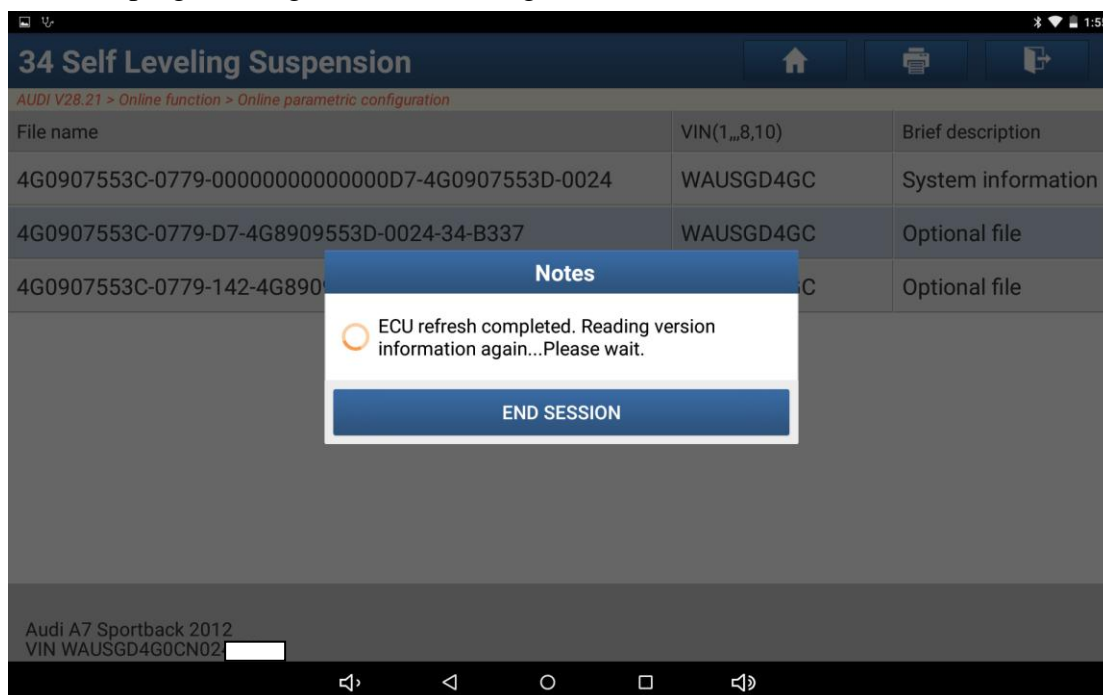 1:55
34 Self Leveling Suspension
AUDI V28.21 > Online function > Online parametric configuration
File name VIN(1,,,8,10) Brief description
4G0907553C-0779-00000000000000D7-4G0907553D-0024 WAUSGD4GC System information
4G0907553C-0779-D7-4G8909553D-0024-34-B337 WAUSGD4GC Optional file
4G0907553C-0779-142-4G890 C Optional file
Notes
ECU refresh completed. Reading version
information again...Please wait.
END SESSION
Audi A7 Sportback 2012
VIN WAUSGD4G0CN02